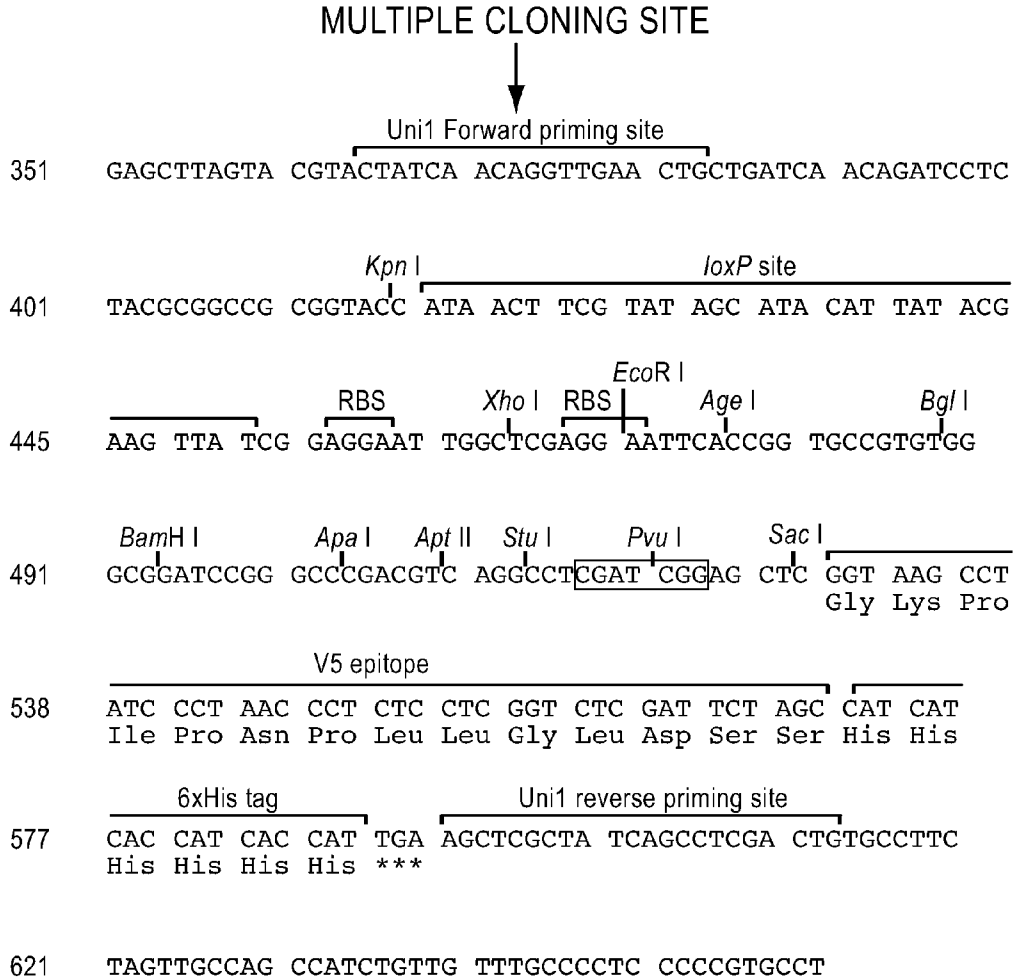 MULTIPLE CLONING SITE
Uni1 Forward priming site
351 GAGCTTAGTA CGTACTATCA ACAGGTTGAA CTGCTGATCA ACAGATCCTC
Kpn I loxP site
401 TACGCGGCCG CGGTACC ATA ACT TCG TAT AGC ATA CAT TAT ACG
RBS Xho I RBS EcoR I Age I Bgl I
445 AAG TTA TCGG AGGAATT TGGCTCGAGG AATTCACCGG TGCCGTGTGG
BamH I Apa I Apt II Stu I Pvu I Sac I
491 GCGGATCCGG GCCCGACGTC AGGCCTCGAT CGGAG CTC GGT AAG CCT
Gly Lys Pro
V5 epitope
538 ATC CCT AAC CCT CTC CTC GGT CTC GAT TCT AGC CAT CAT
Ile Pro Asn Pro Leu Leu Gly Leu Asp Ser Ser His His
6xHis tag Uni1 reverse priming site
577 CAC CAT CAC CAT TGA AGCTCGCTA TCAGCCTCGA CTGTGCCTTC
His His His His ***
621 TAGTTGCCAG CCATCTGTTG TTTGCCCCTC CCCCGTGCCT